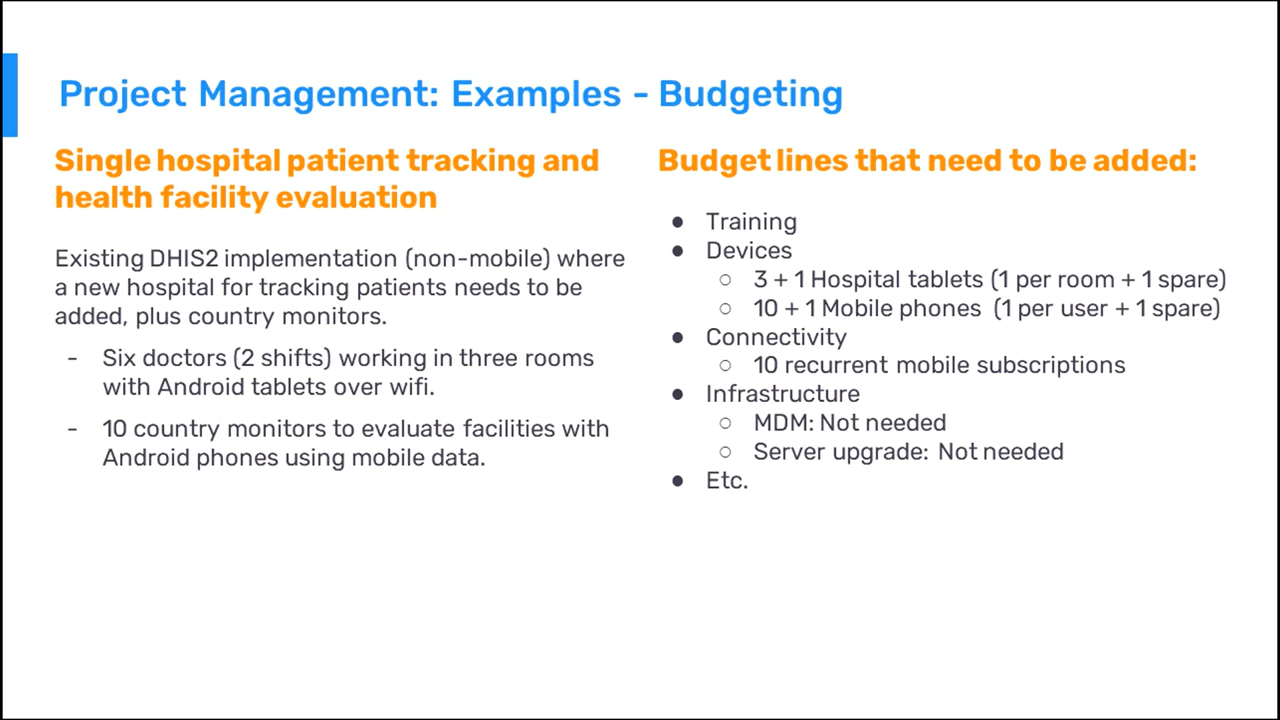 Project Management: Examples - Budgeting
Single hospital patient tracking and
health facility evaluation
Existing DHIS2 implementation (non-mobile) where
a new hospital for tracking patients needs to be
added, plus country monitors.
- Six doctors (2 shifts) working in three rooms
with Android tablets over wifi.
- 10 country monitors to evaluate facilities with
Android phones using mobile data.
Budget lines that need to be added:
● Training
● Devices
○ 3 + 1 Hospital tablets (1 per room + 1 spare)
○ 10 + 1 Mobile phones (1 per user + 1 spare)
● Connectivity
○ 10 recurrent mobile subscriptions
● Infrastructure
○ MDM: Not needed
○ Server upgrade: Not needed
● Etc.